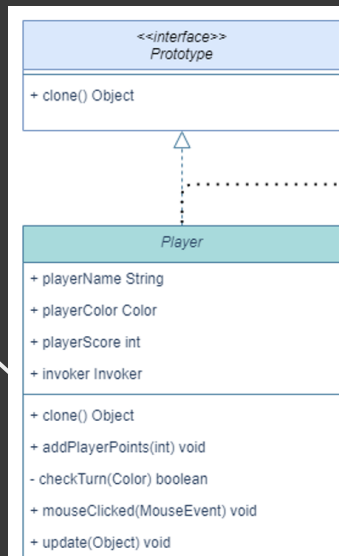 <<interface>>
Prototype
+ clone() Object
Player
+ playerName String
+ playerColor Color
+ playerScore int
+ invoker Invoker
+ clone() Object
+ addPlayerPoints(int) void
- checkTurn(Color) boolean
+ mouseClicked(MouseEvent) void
+ update(Object) void